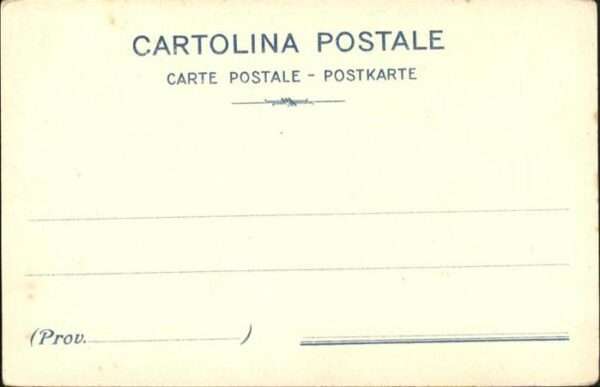 CARTOLINA POSTALE
CARTE POSTALE - POSTKARTE
(Prov. )